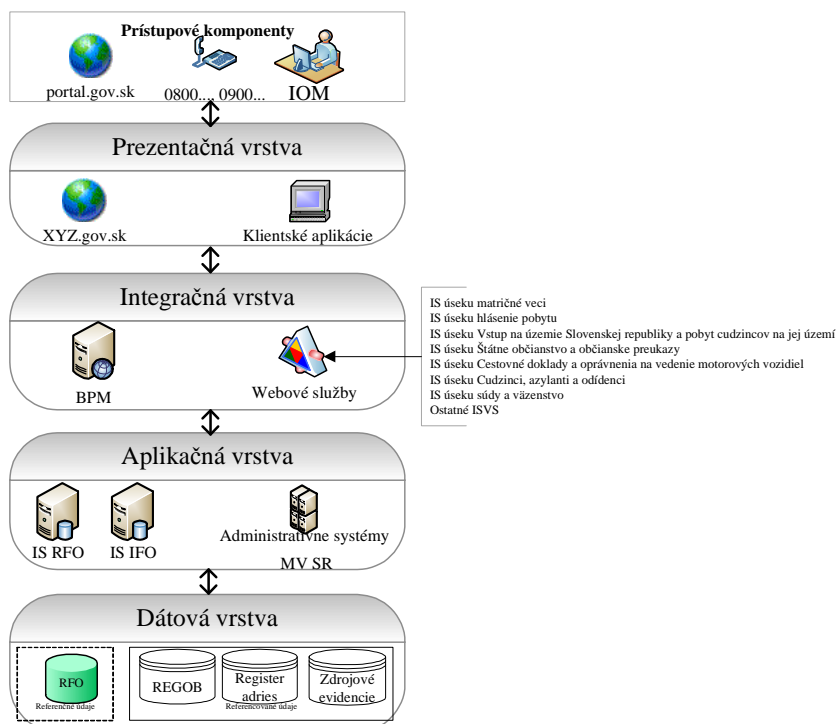 Prístupové komponenty
portal.gov.sk
0800..., 0900...
IOM
Prezentačná vrstva
XYZ.gov.sk
Klientské aplikácie
Integračná vrstva
BPM
Webové služby
IS úseku matričné veci
IS úseku hlásenie pobytu
IS úseku Vstup na územie Slovenskej republiky a pobyt cudzincov na jej území
IS úseku Štátne občianstvo a občianske preukazy
IS úseku Cestovné doklady a oprávnenia na vedenie motorových vozidiel
IS úseku Cudzinci, azylanti a odídenci
IS úseku súdy a väzenstvo
Ostatné ISVS
Aplikačná vrstva
IS RFO
IS IFO
Administratívne systémy
MV SR
Dátová vrstva
RFO
Referenčné údaje
REGOB
Register
adries
Zdrojové
evidencie
Referencované údaje